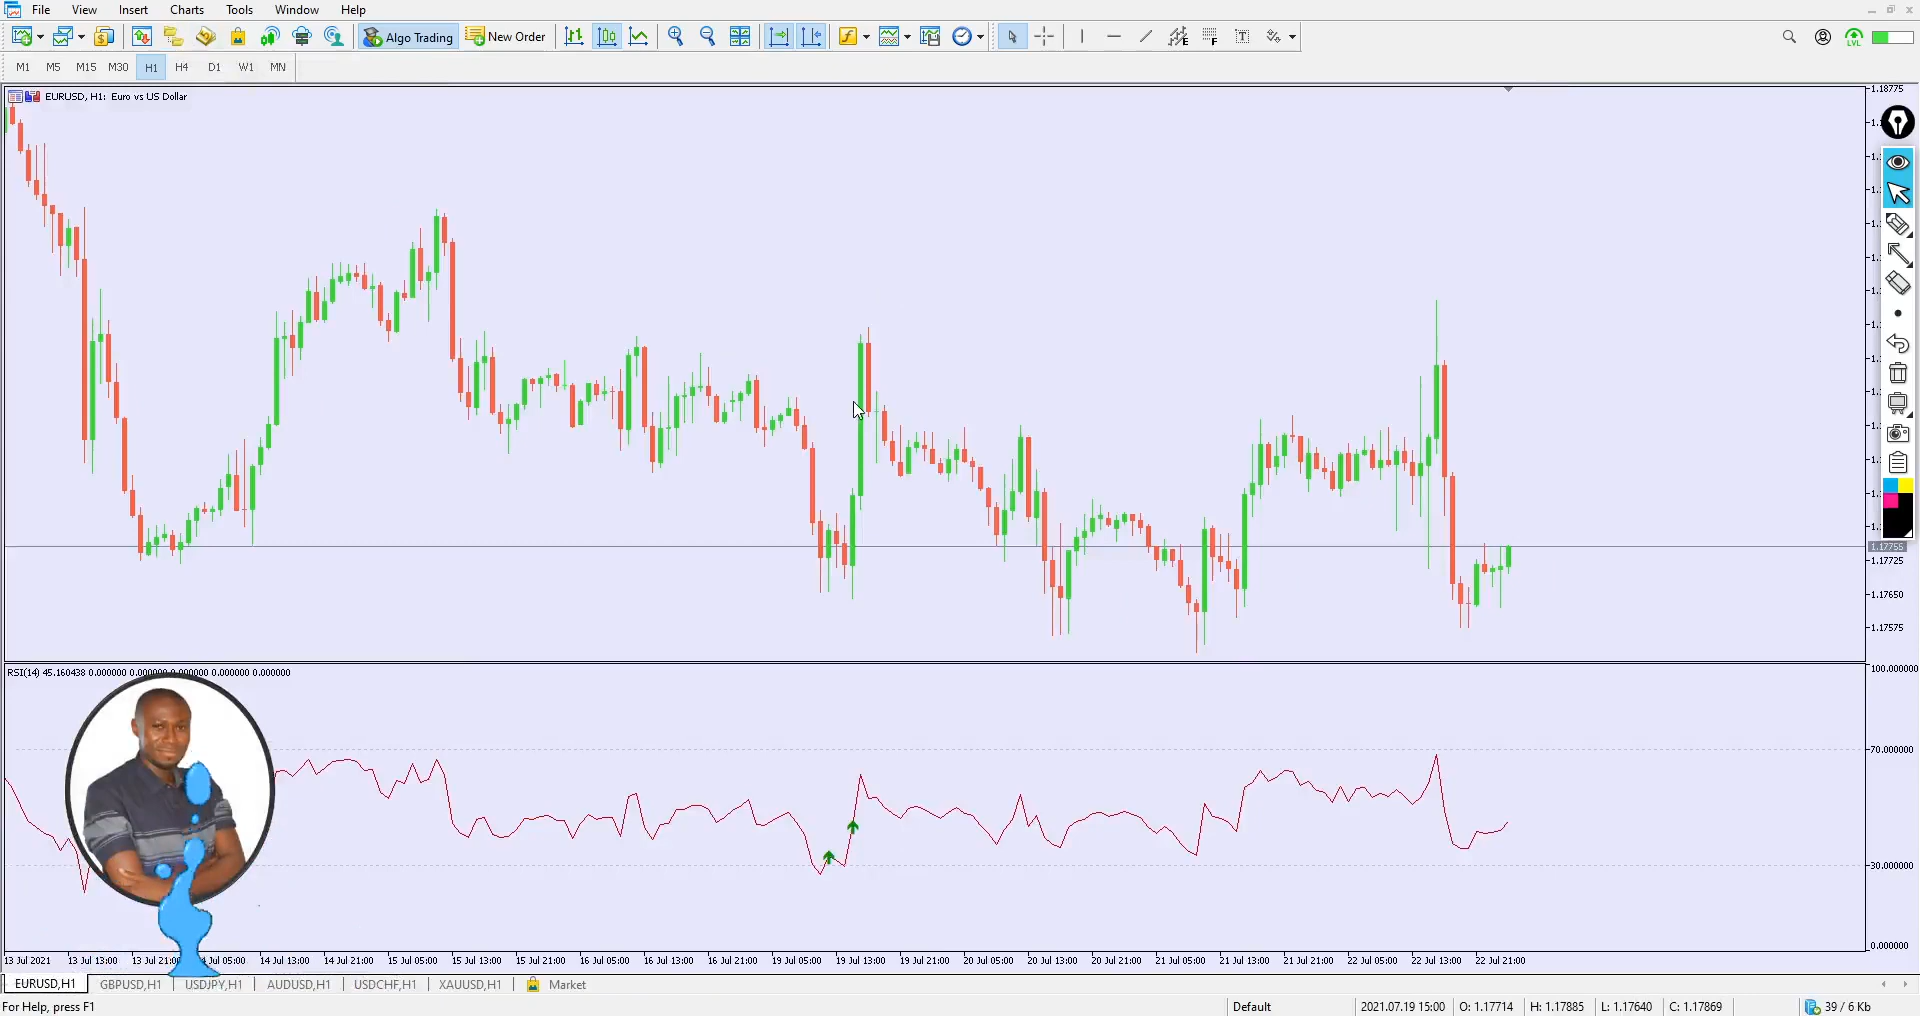 File View Insert Charts Tools Window Help
Algo Trading New Order
LVL
M1 M5 M15 M30 H1 H4 D1 W1 MN
EURUSD, H1: Euro vs US Dollar
1.18775
1.17755
1.17725
1.17650
1.17575
RSI(14) 45.160438 0.000000 0.000000 0.000000 0.000000 0.000000
100.000000
70.000000
30.000000
0.000000
13 Jul 2021 13 Jul 13:00 13 Jul 21:00 Jul 05:00 14 Jul 13:00 14 Jul 21:00 15 Jul 05:00 15 Jul 13:00 15 Jul 21:00 16 Jul 05:00 16 Jul 13:00 16 Jul 21:00 19 Jul 05:00 19 Jul 13:00 19 Jul 21:00 20 Jul 05:00 20 Jul 13:00 20 Jul 21:00 21 Jul 05:00 21 Jul 13:00 21 Jul 21:00 22 Jul 05:00 22 Jul 13:00 22 Jul 21:00
EURUSD,H1 GBPUSD,H1 USDJPY,H1 AUDUSD,H1 USDCHF,H1 XAUUSD,H1 Market
For Help, press F1 Default 2021.07.19 15:00 O: 1.17714 H: 1.17885 L: 1.17640 C: 1.17869 39 / 6 Kb